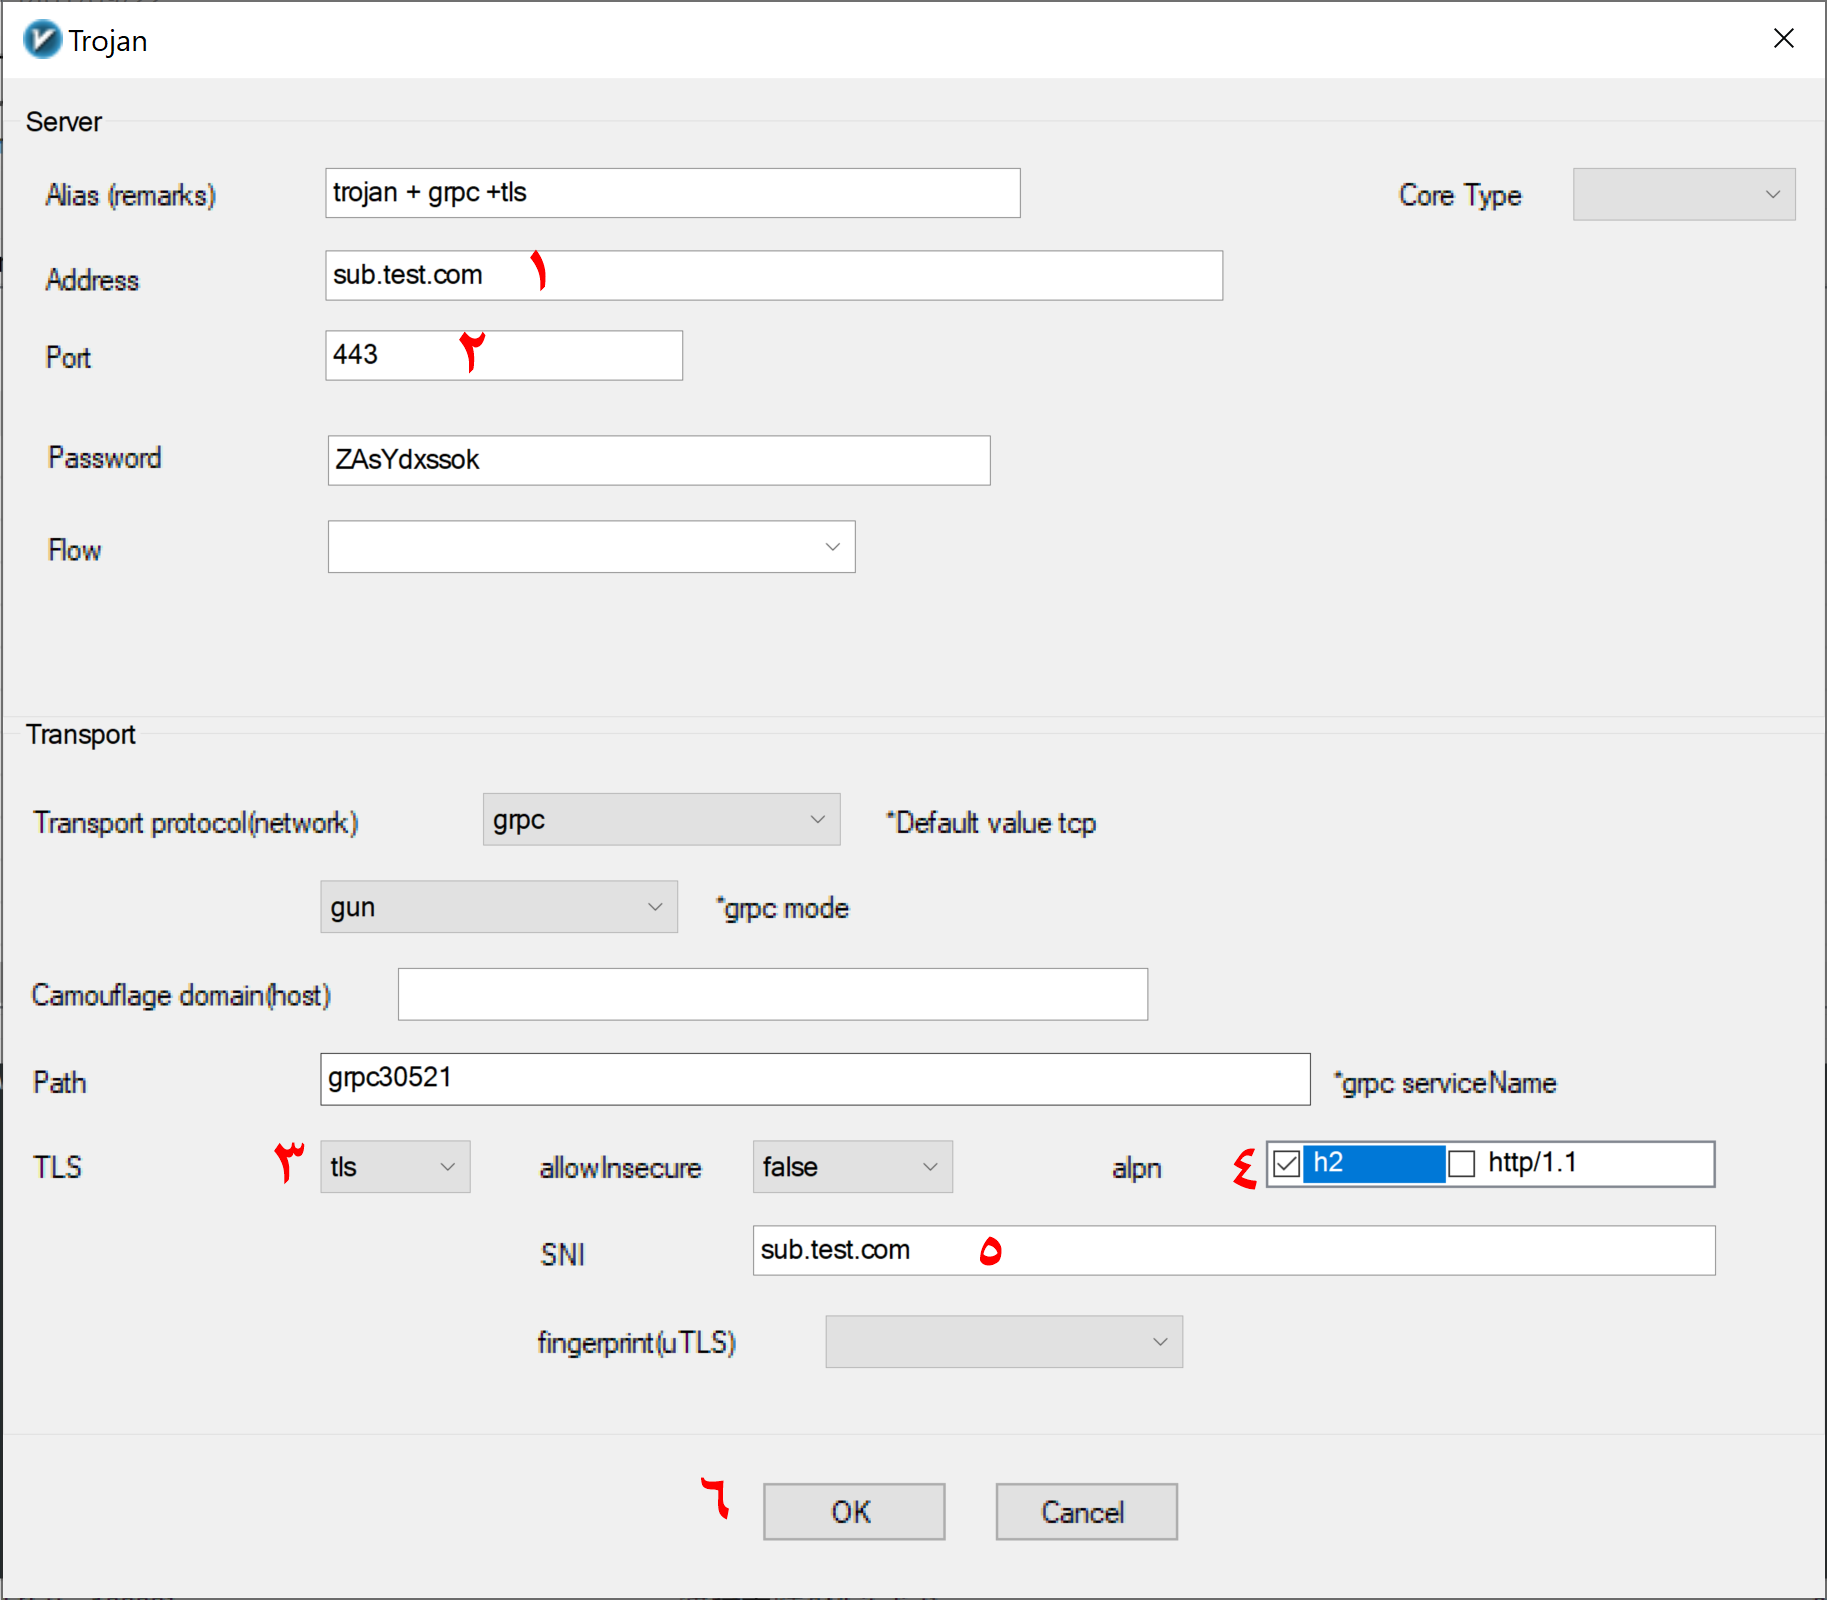 Trojan
Server
Alias (remarks) trojan + grpc +tls Core Type
Address sub.test.com ١
Port 443 ٢
Password ZAsYdxssok
Flow
Transport
Transport protocol(network) grpc *Default value tcp
gun *grpc mode
Camouflage domain(host)
Path grpc30521 *grpc serviceName
TLS ٣ tls allowInsecure false alpn ٤ h2 http/1.1
SNI sub.test.com ٥
fingerprint(uTLS)
٦ OK Cancel